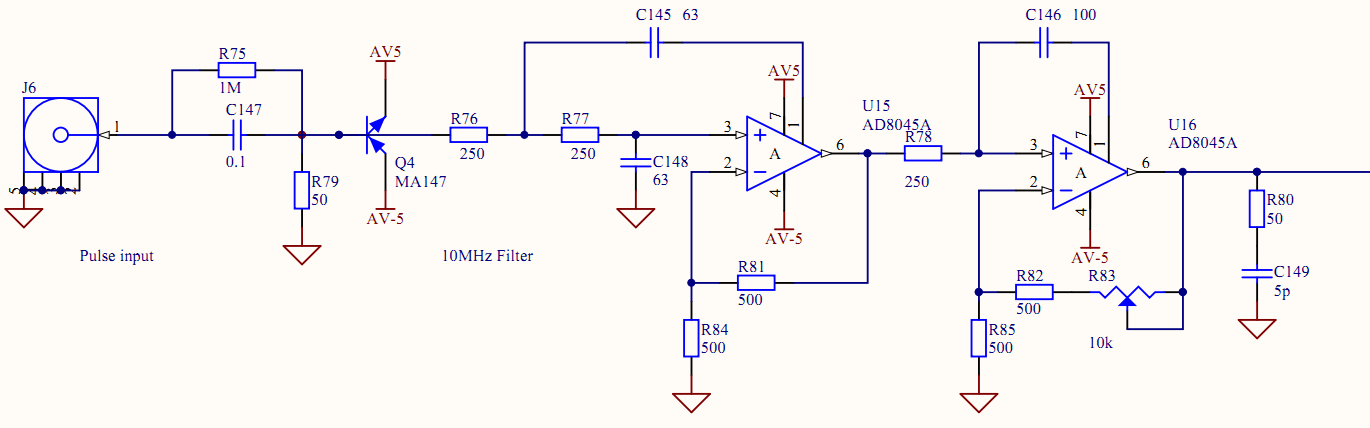 C145 63
C146 100
AV5
R75
1M
J6
C147
0.1
1
AV5
AV5
7
1
U15
AD8045A
7
1
U16
AD8045A
R76
250
R77
250
3
2
A
6
4
R78
250
3
2
A
6
4
C148
63
Q4
MA147
R79
50
AV-5
AV-5
AV-5
R80
50
5
Pulse input
10MHz Filter
R81
500
R82
500
R83
10k
C149
5p
R84
500
R85
500